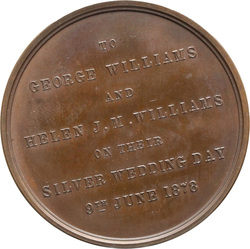 TO
GEORGE WILLIAMS
AND
HELEN J. M. WILLIAMS
ON THEIR
SILVER WEDDING DAY
9TH JUNE 1878